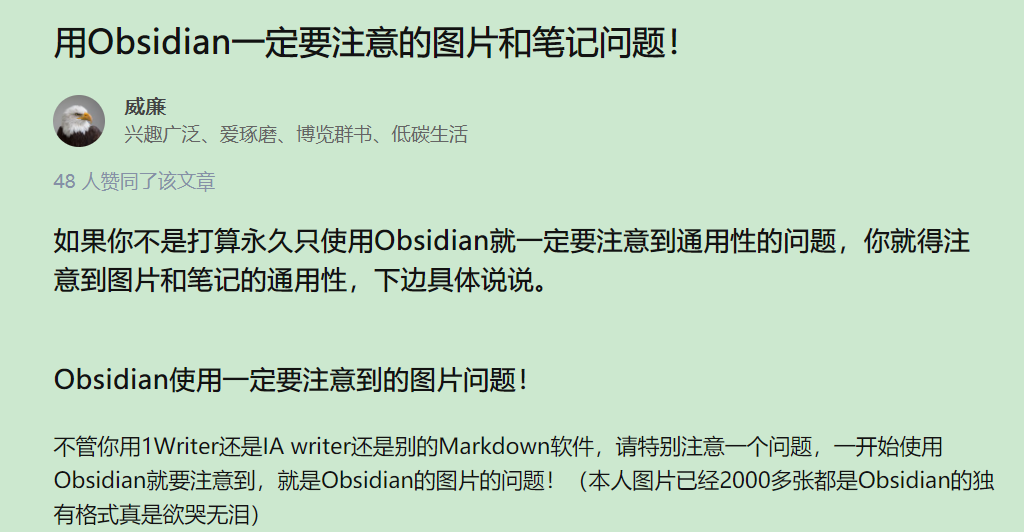 用Obsidian一定要注意的图片和笔记问题！
威廉
兴趣广泛、爱琢磨、博览群书、低碳生活
48 人赞同了该文章
如果你不是打算永久只使用Obsidian就一定要注意到通用性的问题，你就得注
意到图片和笔记的通用性，下边具体说说。
Obsidian使用一定要注意到的图片问题！
不管你用1Writer还是IA writer还是别的Markdown软件，请特别注意一个问题，一开始使用
Obsidian就要注意到，就是Obsidian的图片的问题！（本人图片已经2000多张都是Obsidian的独
有格式真是欲哭无泪）